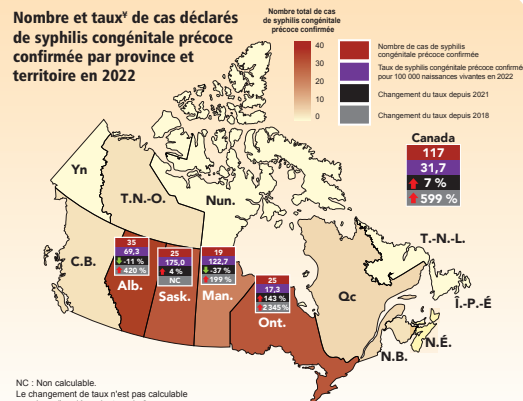 Nombre et taux¥ de cas déclarés
de syphilis congénitale précoce
confirmée par province et
territoire en 2022
Nombre total de cas
de syphilis congénitale
précoce confirmée
40
30
20
10
0
Nombre de cas de syphilis
congénitale précoce confirmée
Taux de syphilis congénitale précoce confirmé
pour 100 000 naissances vivantes en 2022
Changement du taux depuis 2021
Changement du taux depuis 2018
Canada
117
31,7
7 %
599 %
Yn
T.N.-O.
Nun.
C.B.
35
69,3
-11 %
420 %
Alb.
25
175,0
4 %
NC
Sask.
19
122,7
-37 %
199 %
Man.
25
17,3
143 %
2 345 %
Ont.
Qc
T.-N.-L.
Î.-P.-É
N.É.
N.B.
NC : Non calculable.
Le changement de taux n'est pas calculable